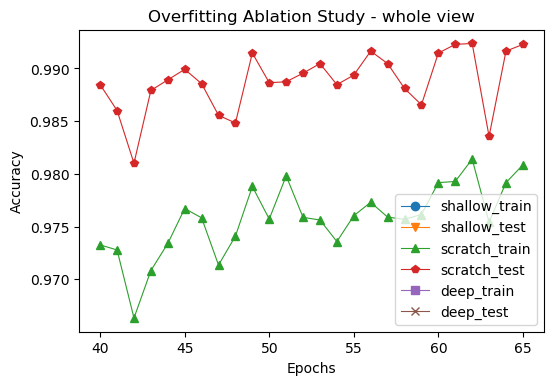 Overfitting Ablation Study - whole view
Accuracy
0.990
0.985
0.980
0.975
0.970
shallow_train
shallow_test
scratch_train
scratch_test
deep_train
deep_test
40
45
50
55
60
65
Epochs